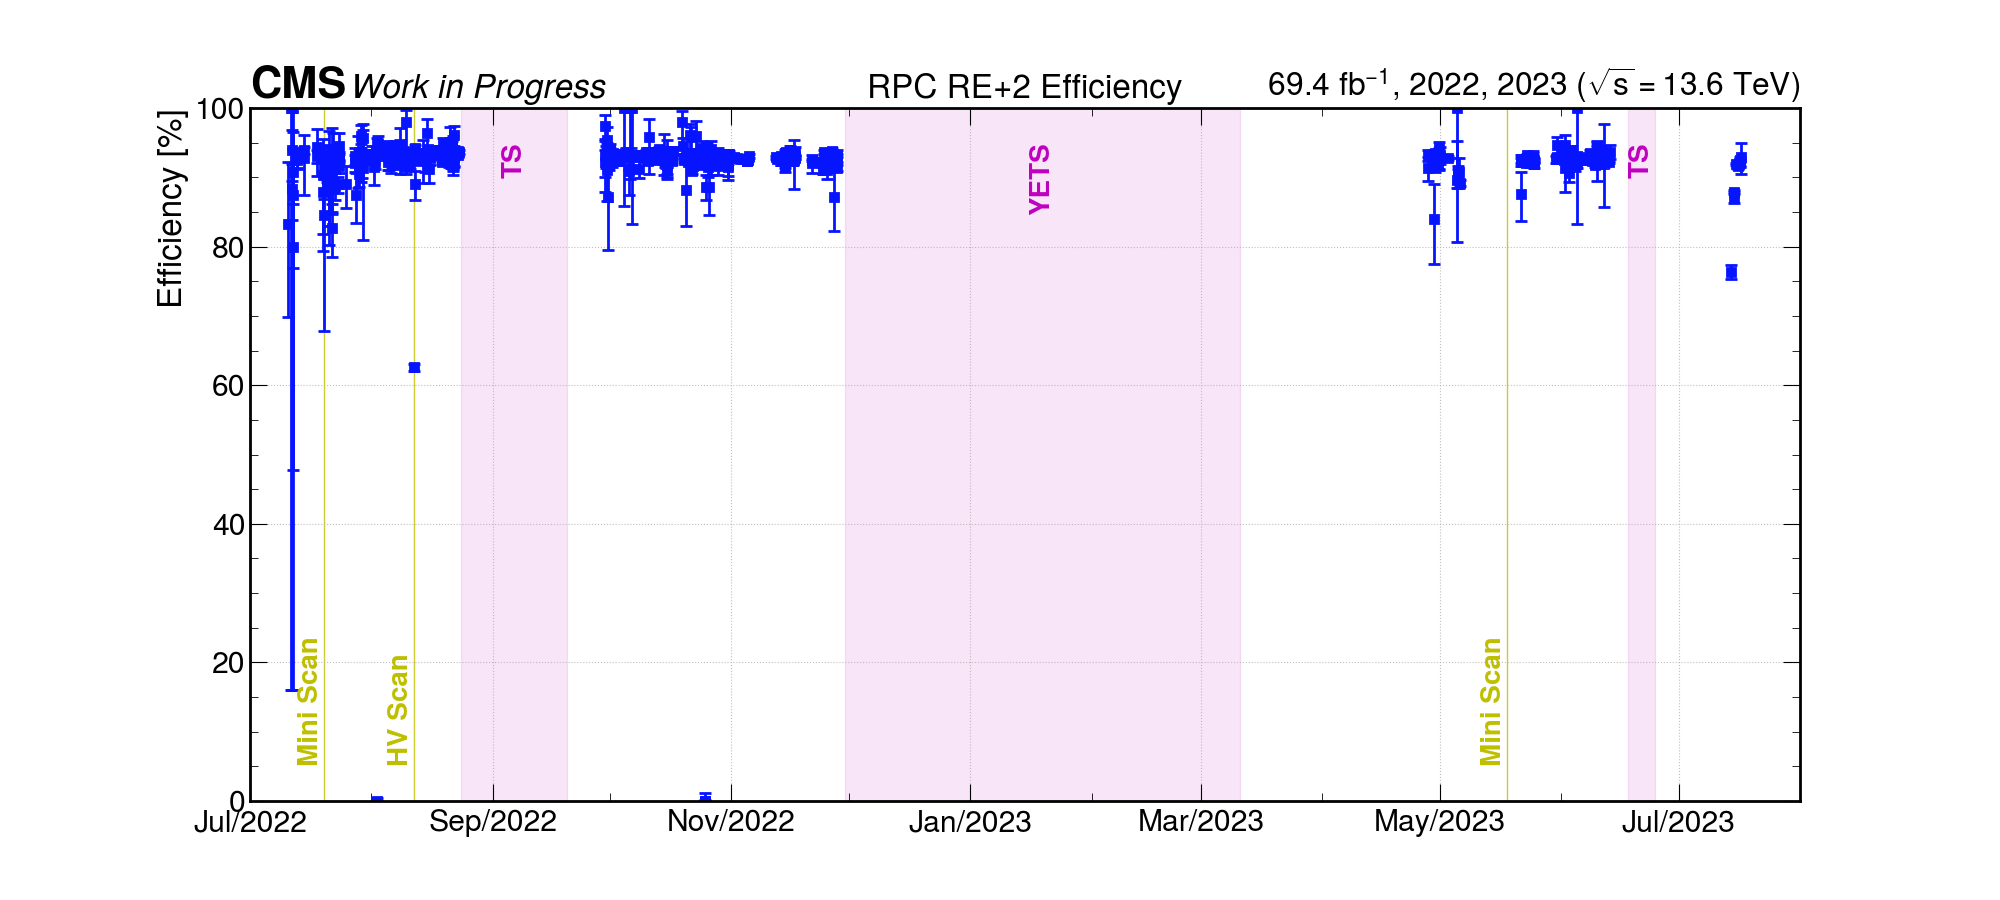 CMS Work in Progress RPC RE+2 Efficiency 69.4 fb⁻¹, 2022, 2023 (√s = 13.6 TeV)
Efficiency [%]
100
80
60
40
20
0
TS
YETS
TS
Mini Scan
HV Scan
Mini Scan
Jul/2022 Sep/2022 Nov/2022 Jan/2023 Mar/2023 May/2023 Jul/2023